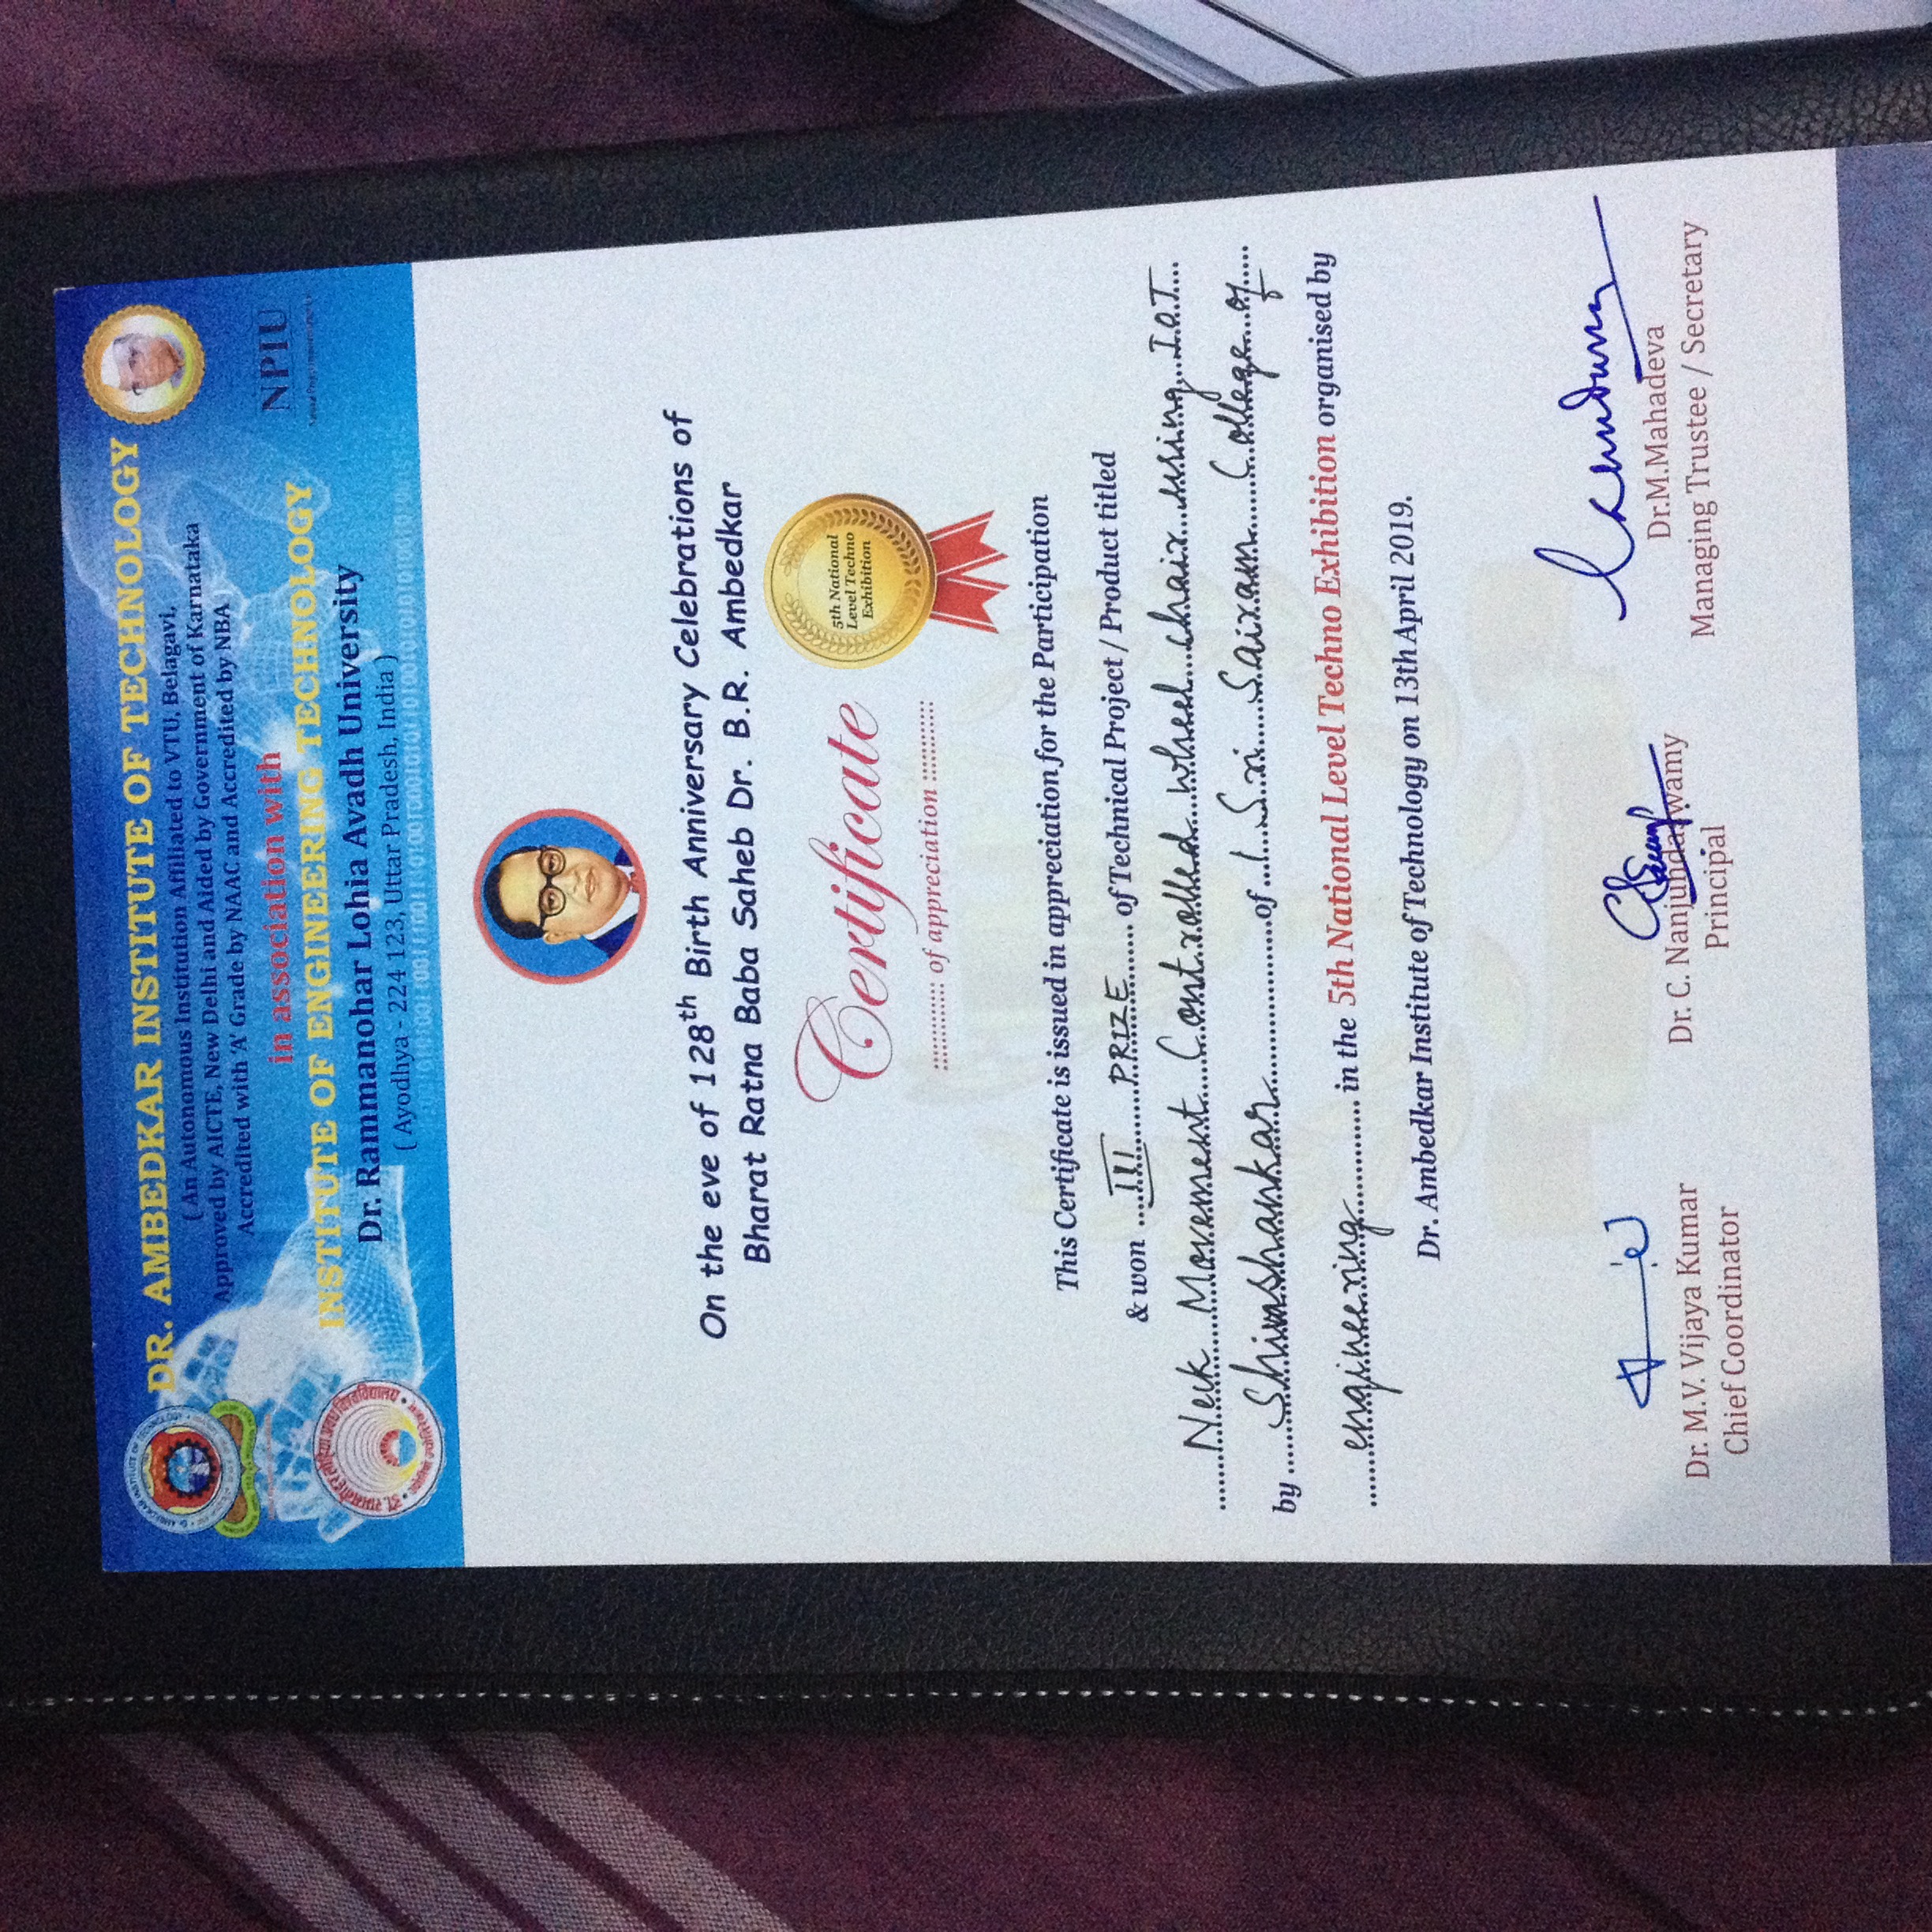 DR. AMBEDKAR INSTITUTE OF TECHNOLOGY
( An Autonomous Institution Affiliated to VTU, Belagavi,
Approved by AICTE, New Delhi and Aided by Government of Karnataka
Accredited with ‘A’ Grade by NAAC and Accredited by NBA
in association with
NPIU
INSTITUTE OF ENGINEERING TECHNOLOGY
Dr. Rammanohar Lohia Avadh University
( Ayodhya - 224 123, Uttar Pradesh, India )
On the eve of 128th Birth Anniversary Celebrations of
Bharat Ratna Baba Saheb Dr. B.R. Ambedkar
Certificate
of appreciation
5th National
Level Techno
Exhibition
This Certificate is issued in appreciation for the Participation
& won III PRIZE of Technical Project / Product titled
Neck Movement Controlled wheel chair using I.O.T
by Shivashankar of Sri Sairam College of
engineering in the 5th National Level Techno Exhibition organised by
Dr. Ambedkar Institute of Technology on 13th April 2019.
Dr. M.V. Vijaya Kumar
Chief Coordinator
Dr. C. Nanjundaswamy
Principal
Dr.M.Mahadeva
Managing Trustee / Secretary